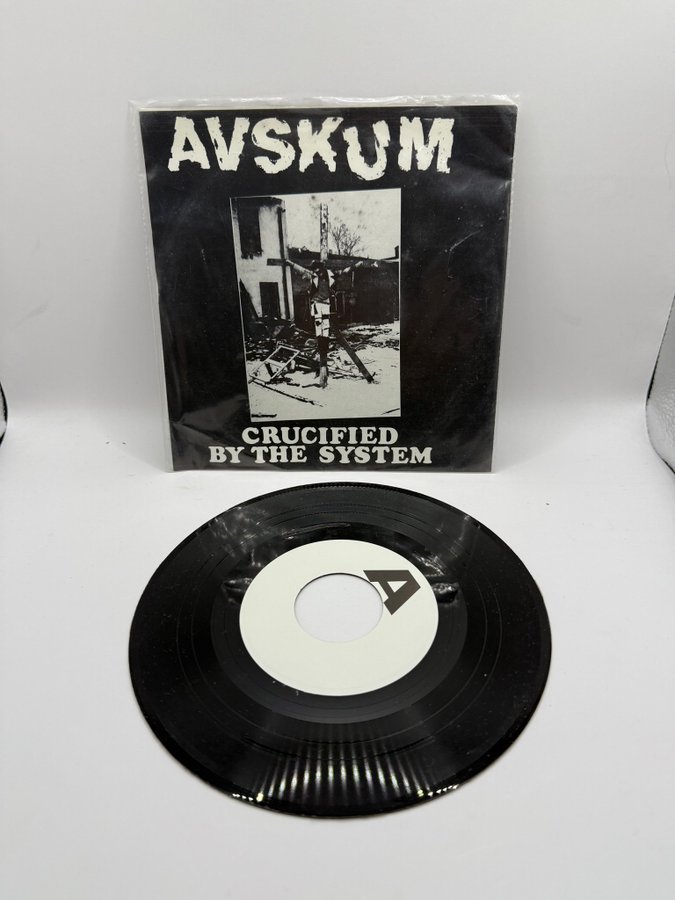 AVSKUM
CRUCIFIED
BY THE SYSTEM
A